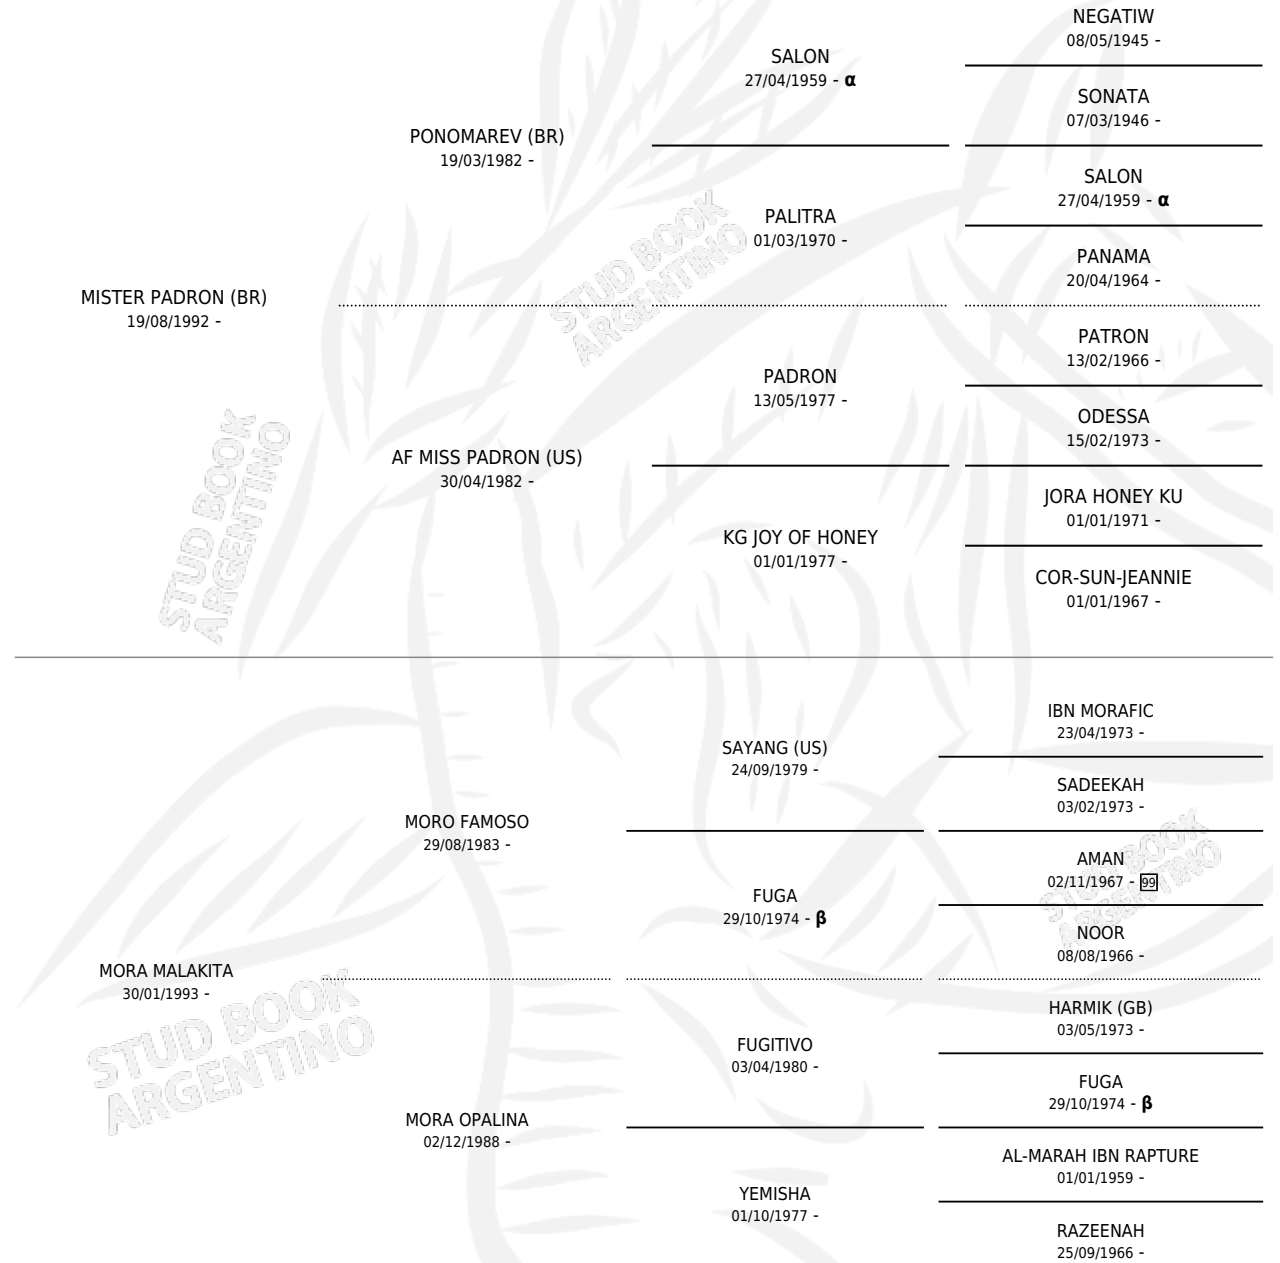 NEGATIW
08/05/1945 -
SALON
27/04/1959 - α
SONATA
07/03/1946 -
PONOMAREV (BR)
19/03/1982 -
SALON
27/04/1959 - α
PALITRA
01/03/1970 -
PANAMA
20/04/1964 -
MISTER PADRON (BR)
19/08/1992 -
PATRON
13/02/1966 -
PADRON
13/05/1977 -
ODESSA
15/02/1973 -
AF MISS PADRON (US)
30/04/1982 -
JORA HONEY KU
01/01/1971 -
KG JOY OF HONEY
01/01/1977 -
COR-SUN-JEANNIE
01/01/1967 -
STUD BOOK
ARGENTINO
STUD BOOK
ARGENTINO
IBN MORAFIC
23/04/1973 -
SAYANG (US)
24/09/1979 -
SADEEKAH
03/02/1973 -
MORO FAMOSO
29/08/1983 -
AMAN
02/11/1967 - 99
FUGA
29/10/1974 - β
NOOR
08/08/1966 -
MORA MALAKITA
30/01/1993 -
HARMIK (GB)
03/05/1973 -
FUGITIVO
03/04/1980 -
FUGA
29/10/1974 - β
MORA OPALINA
02/12/1988 -
AL-MARAH IBN RAPTURE
01/01/1959 -
YEMISHA
01/10/1977 -
RAZEENAH
25/09/1966 -
STUD BOOK
ARGENTINO
STUD BOOK
ARGENTINO